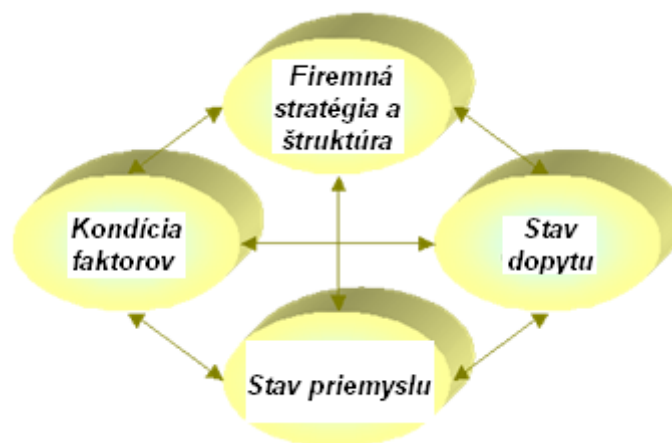 Firemná
stratégia a
štruktúra
Kondícia
faktorov
Stav
dopytu
Stav priemyslu